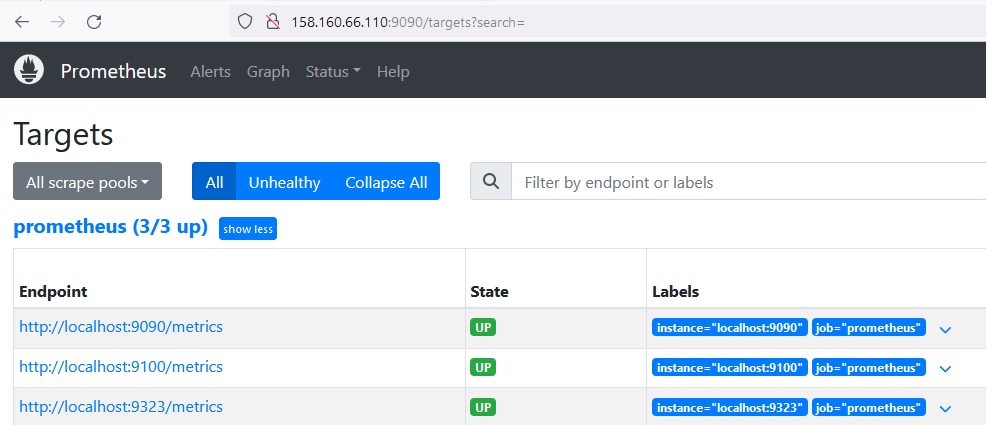 158.160.66.110:9090/targets?search=
Prometheus Alerts Graph Status Help
Targets
All scrape pools All Unhealthy Collapse All Filter by endpoint or labels
prometheus (3/3 up) show less
Endpoint State Labels
http://localhost:9090/metrics UP instance="localhost:9090" job="prometheus"
http://localhost:9100/metrics UP instance="localhost:9100" job="prometheus"
http://localhost:9323/metrics UP instance="localhost:9323" job="prometheus"